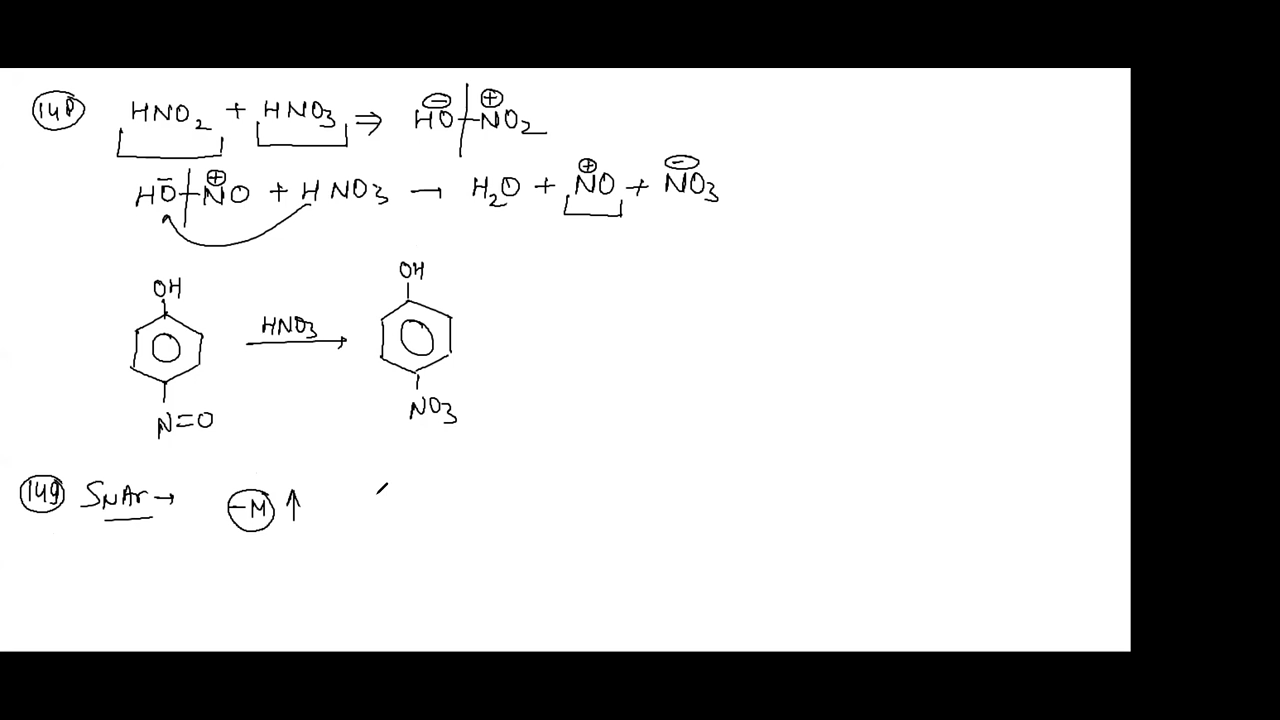 148 HNO2 + HNO3 ⇒ HO⊖ NO2⊕
HO⁻ NO⊕ + HNO3 → H2O + NO⊕ + NO3⊖
OH OH
HNO3
N=O NO3
149 SNAr → -M ↑